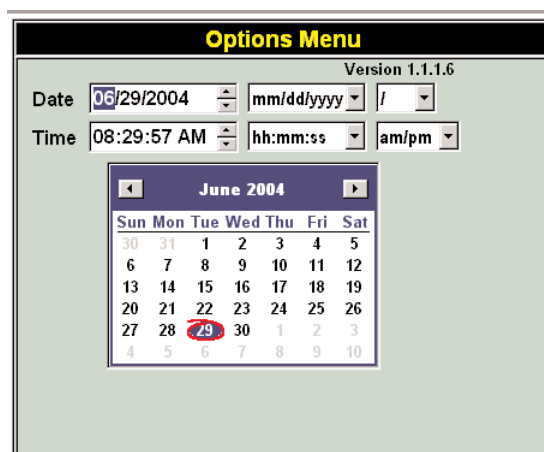 Options Menu
Version 1.1.1.6
Date 06/29/2004 mm/dd/yyyy /
Time 08:29:57 AM hh:mm:ss am/pm
June 2004
Sun Mon Tue Wed Thu Fri Sat
30 31 1 2 3 4 5
6 7 8 9 10 11 12
13 14 15 16 17 18 19
20 21 22 23 24 25 26
27 28 29 30 1 2 3
4 5 6 7 8 9 10